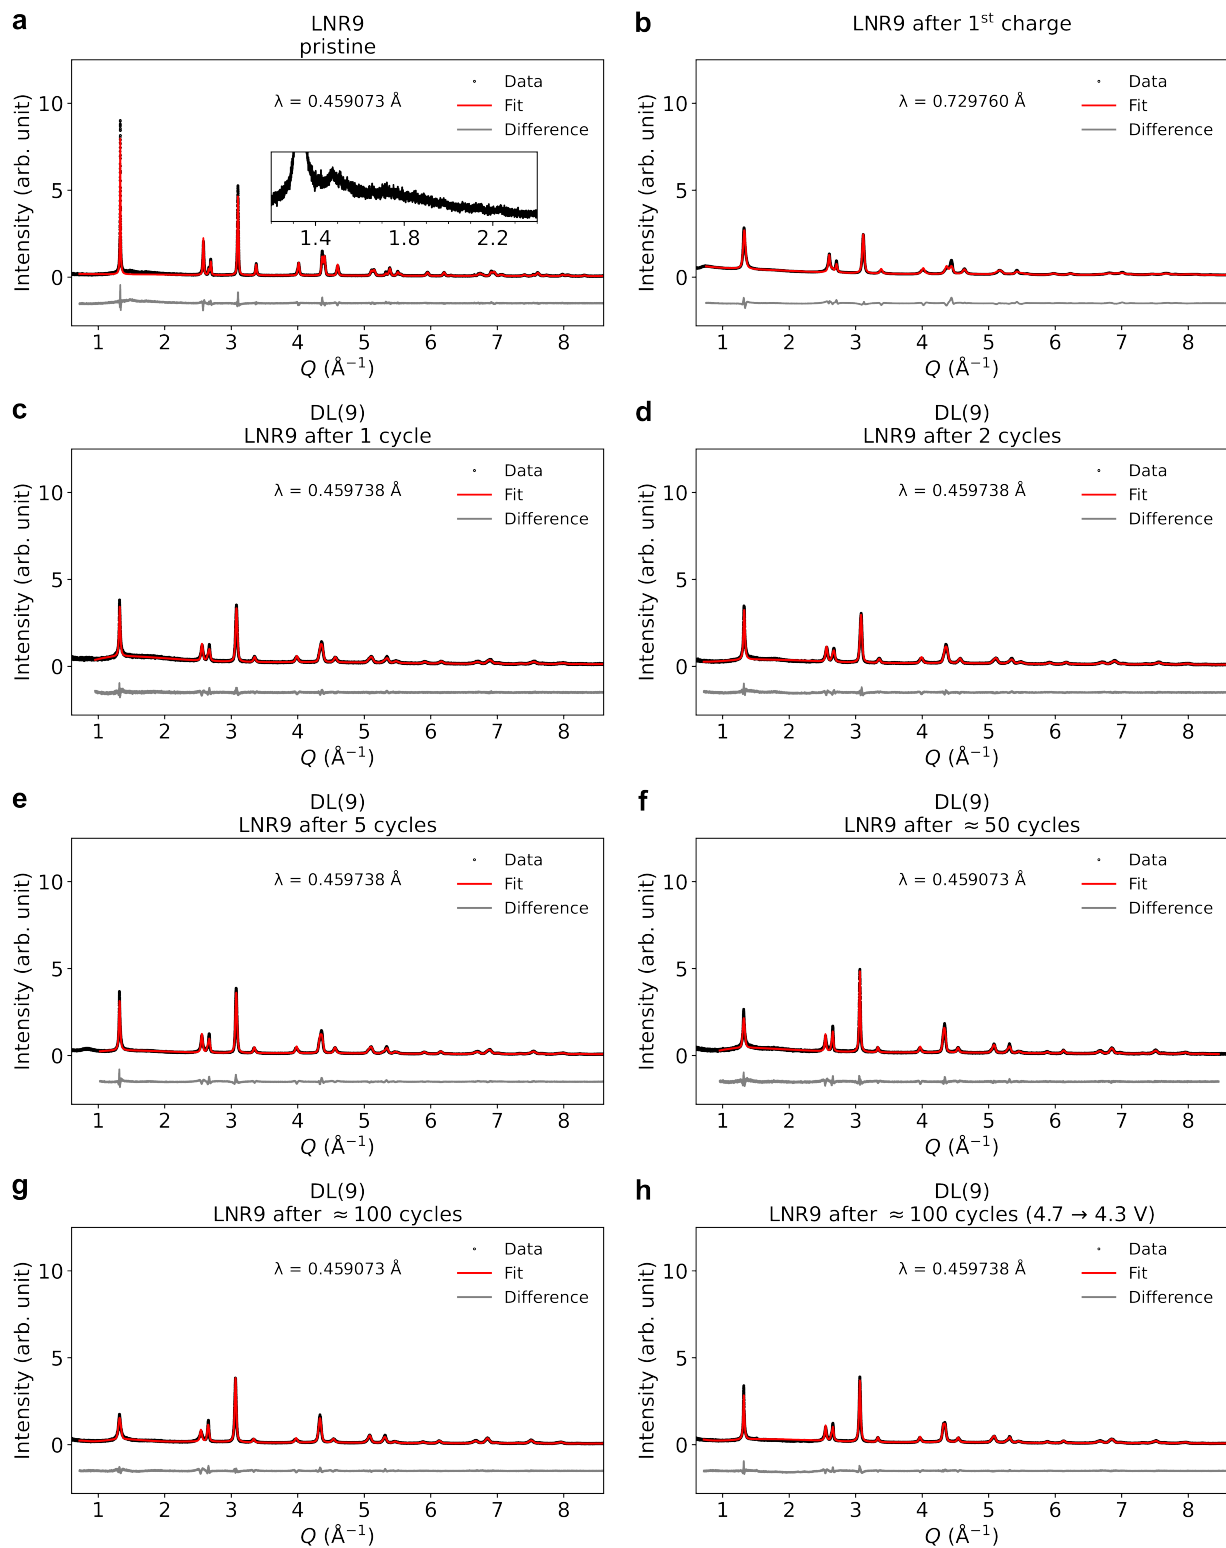 a
LNR9
pristine
λ = 0.459073 Å
Data
Fit
Difference
1.4 1.8 2.2
10
5
0
Intensity (arb. unit)
1 2 3 4 5 6 7 8
Q (Å⁻¹)
b
LNR9 after 1ˢᵗ charge
λ = 0.729760 Å
Data
Fit
Difference
10
5
0
Intensity (arb. unit)
1 2 3 4 5 6 7 8
Q (Å⁻¹)
c
DL(9)
LNR9 after 1 cycle
λ = 0.459738 Å
Data
Fit
Difference
10
5
0
Intensity (arb. unit)
1 2 3 4 5 6 7 8
Q (Å⁻¹)
d
DL(9)
LNR9 after 2 cycles
λ = 0.459738 Å
Data
Fit
Difference
10
5
0
Intensity (arb. unit)
1 2 3 4 5 6 7 8
Q (Å⁻¹)
e
DL(9)
LNR9 after 5 cycles
λ = 0.459738 Å
Data
Fit
Difference
10
5
0
Intensity (arb. unit)
1 2 3 4 5 6 7 8
Q (Å⁻¹)
f
DL(9)
LNR9 after ≈ 50 cycles
λ = 0.459073 Å
Data
Fit
Difference
10
5
0
Intensity (arb. unit)
1 2 3 4 5 6 7 8
Q (Å⁻¹)
g
DL(9)
LNR9 after ≈ 100 cycles
λ = 0.459073 Å
Data
Fit
Difference
10
5
0
Intensity (arb. unit)
1 2 3 4 5 6 7 8
Q (Å⁻¹)
h
DL(9)
LNR9 after ≈ 100 cycles (4.7 → 4.3 V)
λ = 0.459738 Å
Data
Fit
Difference
10
5
0
Intensity (arb. unit)
1 2 3 4 5 6 7 8
Q (Å⁻¹)